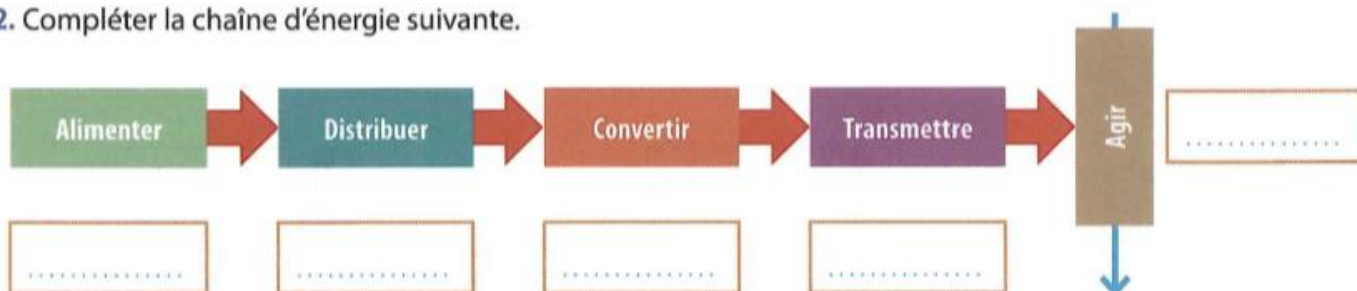 2. Compléter la chaîne d'énergie suivante.
Alimenter
Distribuer
Convertir
Transmettre
Agir
...............
...............
...............
...............
...............